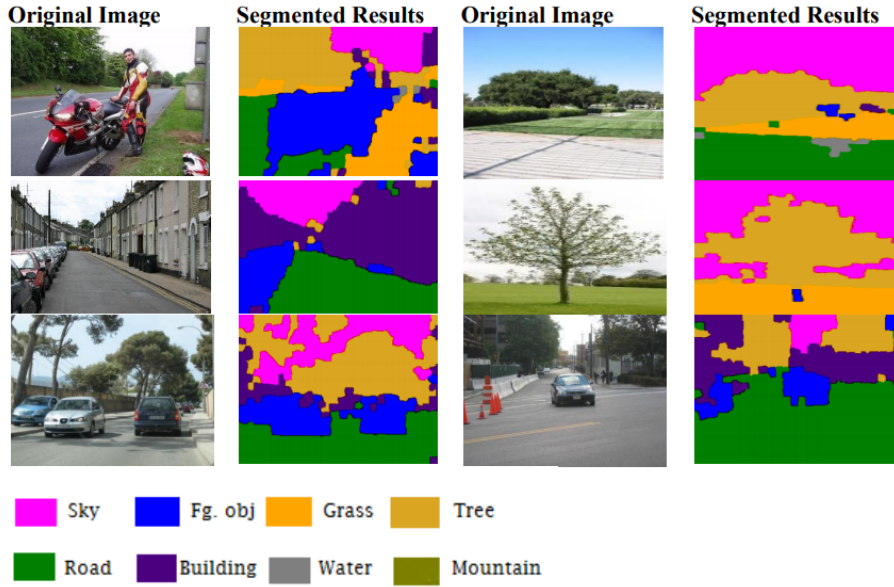 Original Image Segmented Results Original Image Segmented Results
Sky Fg. obj Grass Tree
Road Building Water Mountain